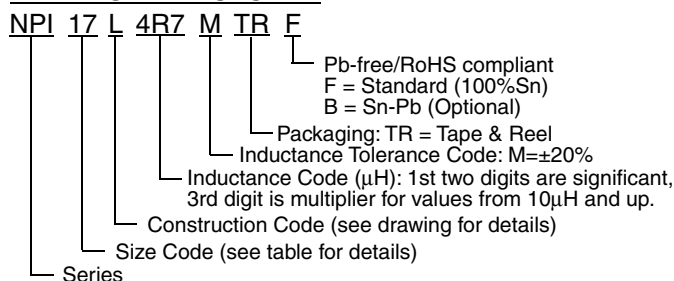 NPI 17 L 4R7 M TR F
Pb-free/RoHS compliant
F = Standard (100%Sn)
B = Sn-Pb (Optional)
Packaging: TR = Tape & Reel
Inductance Tolerance Code: M=±20%
Inductance Code (μH): 1st two digits are significant,
3rd digit is multiplier for values from 10μH and up.
Construction Code (see drawing for details)
Size Code (see table for details)
Series